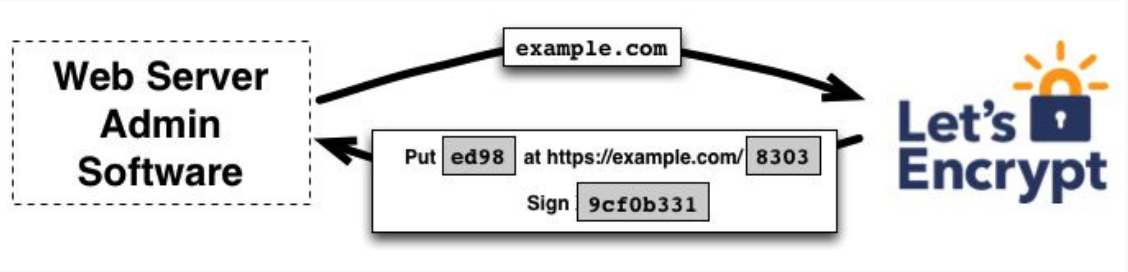 Web Server
Admin
Software
example.com
Put ed98 at https://example.com/ 8303
Sign 9cf0b331
Let's
Encrypt